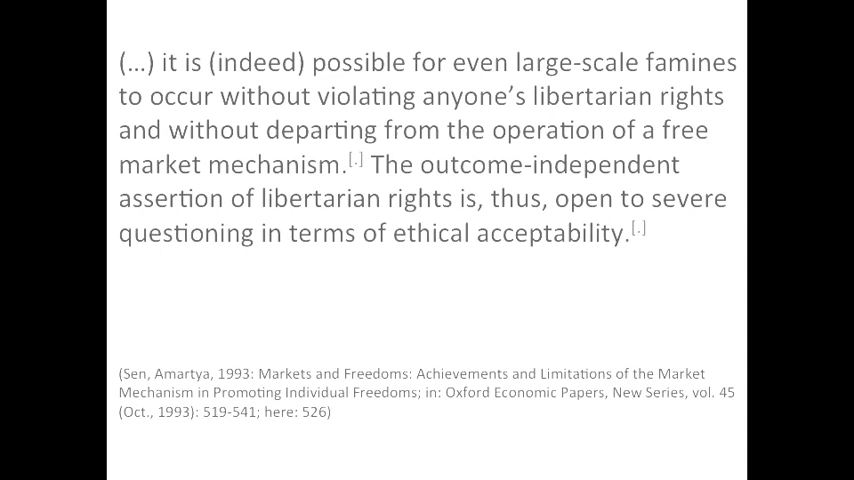 (...) it is (indeed) possible for even large-scale famines
to occur without violating anyone’s libertarian rights
and without departing from the operation of a free
market mechanism.[.] The outcome-independent
assertion of libertarian rights is, thus, open to severe
questioning in terms of ethical acceptability.[.]
(Sen, Amartya, 1993: Markets and Freedoms: Achievements and Limitations of the Market
Mechanism in Promoting Individual Freedoms; in: Oxford Economic Papers, New Series, vol. 45
(Oct., 1993): 519-541; here: 526)